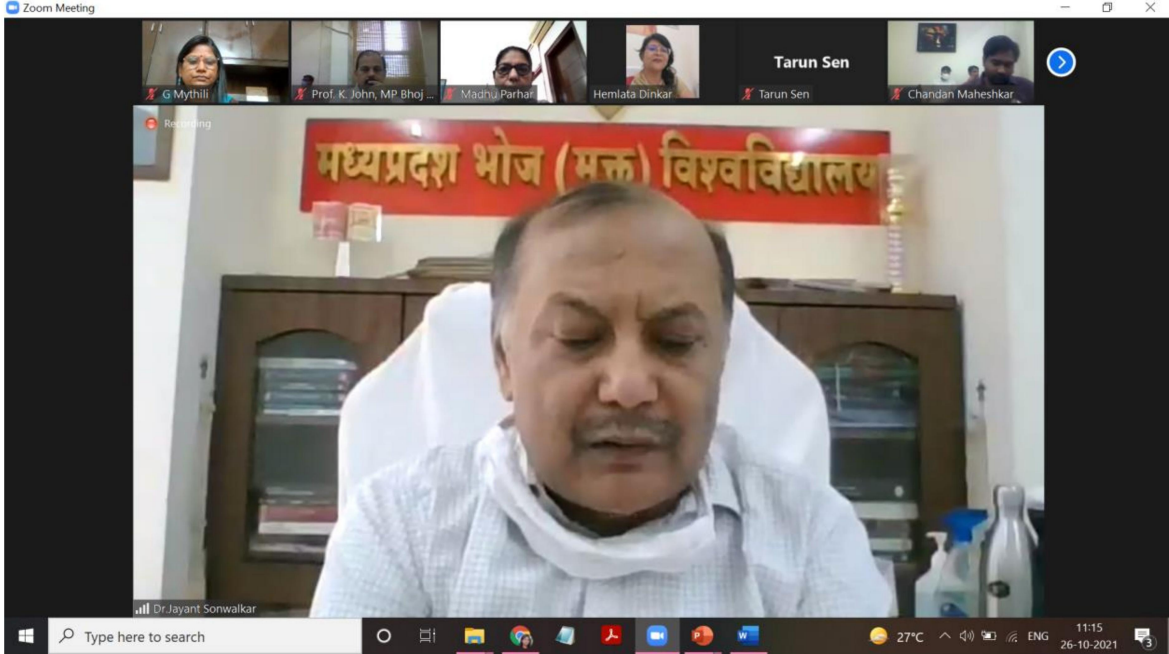 Zoom Meeting
G Mythili
Prof. K. John, MP Bhoj ...
Madhu Parhar
Hemlata Dinkar
Tarun Sen
Tarun Sen
Chandan Maheshkar
Recording
मध्यप्रदेश भोज (मुक्त) विश्वविद्यालय
Dr.Jayant Sonwalkar
Type here to search
27°C
ENG
11:15
26-10-2021
3